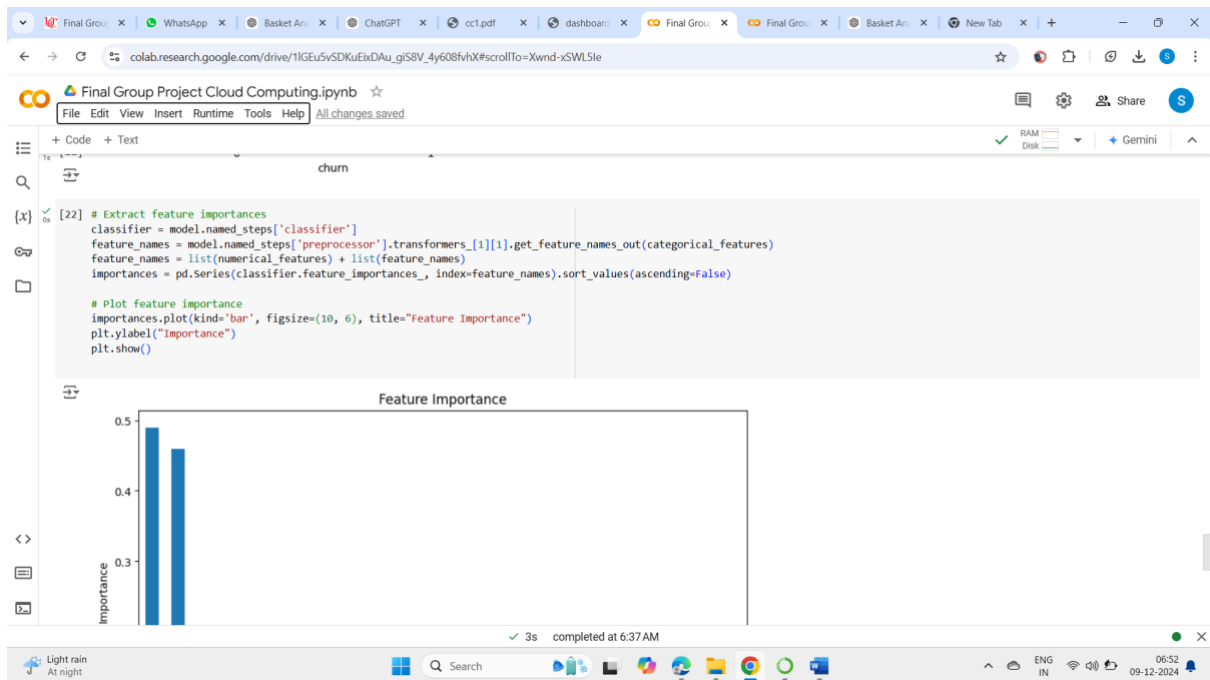 Final Grou
WhatsApp
Basket Ana
ChatGPT
cc1.pdf
dashboard
Final Grou
Final Grou
Basket Ana
New Tab
colab.research.google.com/drive/1lGEu5vSDKuEixDAu_giS8V_4y608fvhX#scrollTo=Xwnd-xSWL5Ie
S
CO
Final Group Project Cloud Computing.ipynb
Share
S
File Edit View Insert Runtime Tools Help All changes saved
+ Code + Text
RAM
Disk
Gemini
1s
churn
{x}
0s
[22] # Extract feature importances
classifier = model.named_steps['classifier']
feature_names = model.named_steps['preprocessor'].transformers_[1][1].get_feature_names_out(categorical_features)
feature_names = list(numerical_features) + list(feature_names)
importances = pd.Series(classifier.feature_importances_, index=feature_names).sort_values(ascending=False)
# Plot feature importance
importances.plot(kind='bar', figsize=(10, 6), title="Feature Importance")
plt.ylabel("Importance")
plt.show()
Feature Importance
0.5
0.4
0.3
Importance
3s completed at 6:37 AM
Light rain
At night
Search
ENG
IN
06:52
09-12-2024